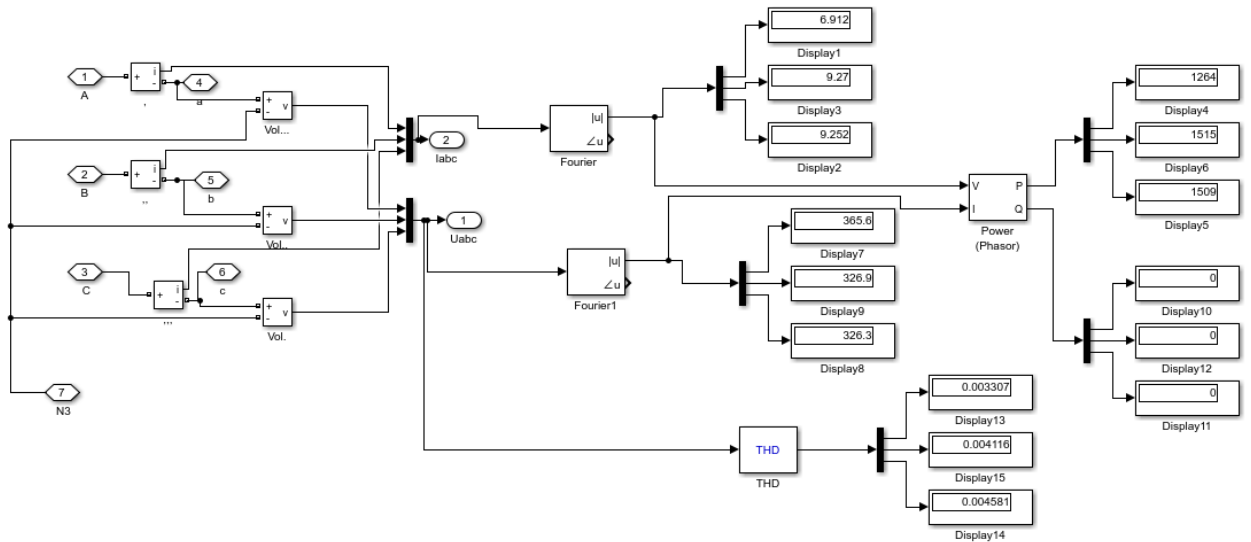 1
A
+
i
-
,
4
a
+
-
v
Vol...
2
B
+
i
-
,,
5
b
+
-
v
Vol..
3
C
+
i
-
,,,
6
c
+
-
v
Vol.
7
N3
2
Iabc
1
Uabc
|u|
∠u
Fourier
|u|
∠u
Fourier1
6.912
Display1
9.27
Display3
9.252
Display2
365.6
Display7
326.9
Display9
326.3
Display8
V
I
P
Q
Power
(Phasor)
1264
Display4
1515
Display6
1509
Display5
0
Display10
0
Display12
0
Display11
THD
THD
0.003307
Display13
0.004116
Display15
0.004581
Display14